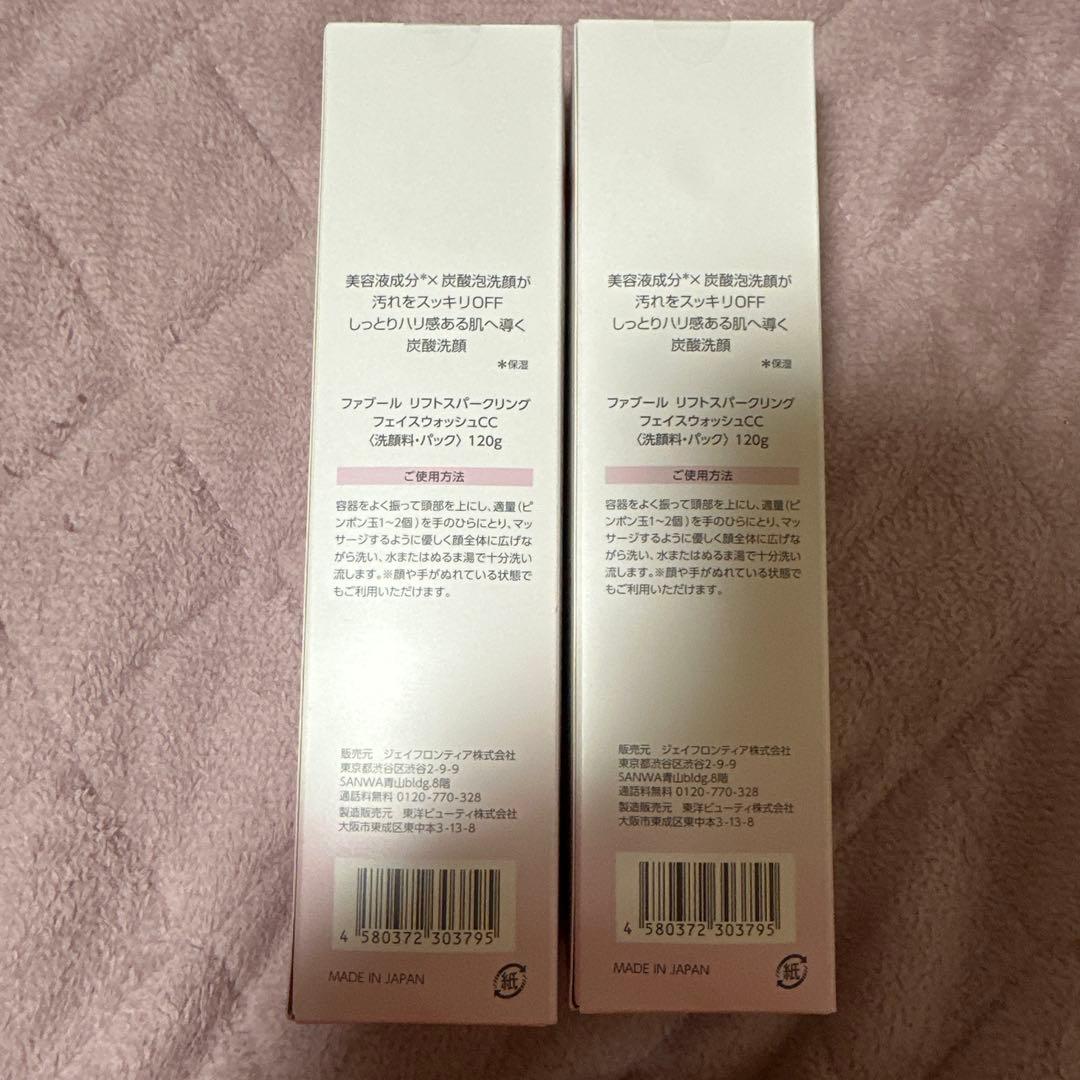 美容液成分*× 炭酸泡洗顔が
汚れをスッキリOFF
しっとりハリ感ある肌へ導く
炭酸洗顔
*保湿
ファブール リフトスパークリング
フェイスウォッシュCC
〈洗顔料・パック〉 120g
ご使用方法
容器をよく振って頭部を上にし、適量(ピ
ンポン玉1~2個)を手のひらにとり、マッ
サージするように優しく顔全体に広げな
がら洗い、水またはぬるま湯で十分洗い
流します。※顔や手がぬれている状態で
もご利用いただけます。
販売元 ジェイフロンティア株式会社
東京都渋谷区渋谷2-9-9
SANWA青山bldg.8階
通話料無料 0120-770-328
製造販売元 東洋ビューティ株式会社
大阪市東成区東中本3-13-8
4 580372 303795
MADE IN JAPAN
紙
美容液成分*× 炭酸泡洗顔が
汚れをスッキリOFF
しっとりハリ感ある肌へ導く
炭酸洗顔
*保湿
ファブール リフトスパークリング
フェイスウォッシュCC
〈洗顔料・パック〉 120g
ご使用方法
容器をよく振って頭部を上にし、適量(ピ
ンポン玉1~2個)を手のひらにとり、マッ
サージするように優しく顔全体に広げな
がら洗い、水またはぬるま湯で十分洗い
流します。※顔や手がぬれている状態で
もご利用いただけます。
販売元 ジェイフロンティア株式会社
東京都渋谷区渋谷2-9-9
SANWA青山bldg.8階
通話料無料 0120-770-328
製造販売元 東洋ビューティ株式会社
大阪市東成区東中本3-13-8
4 580372 303795
MADE IN JAPAN
紙